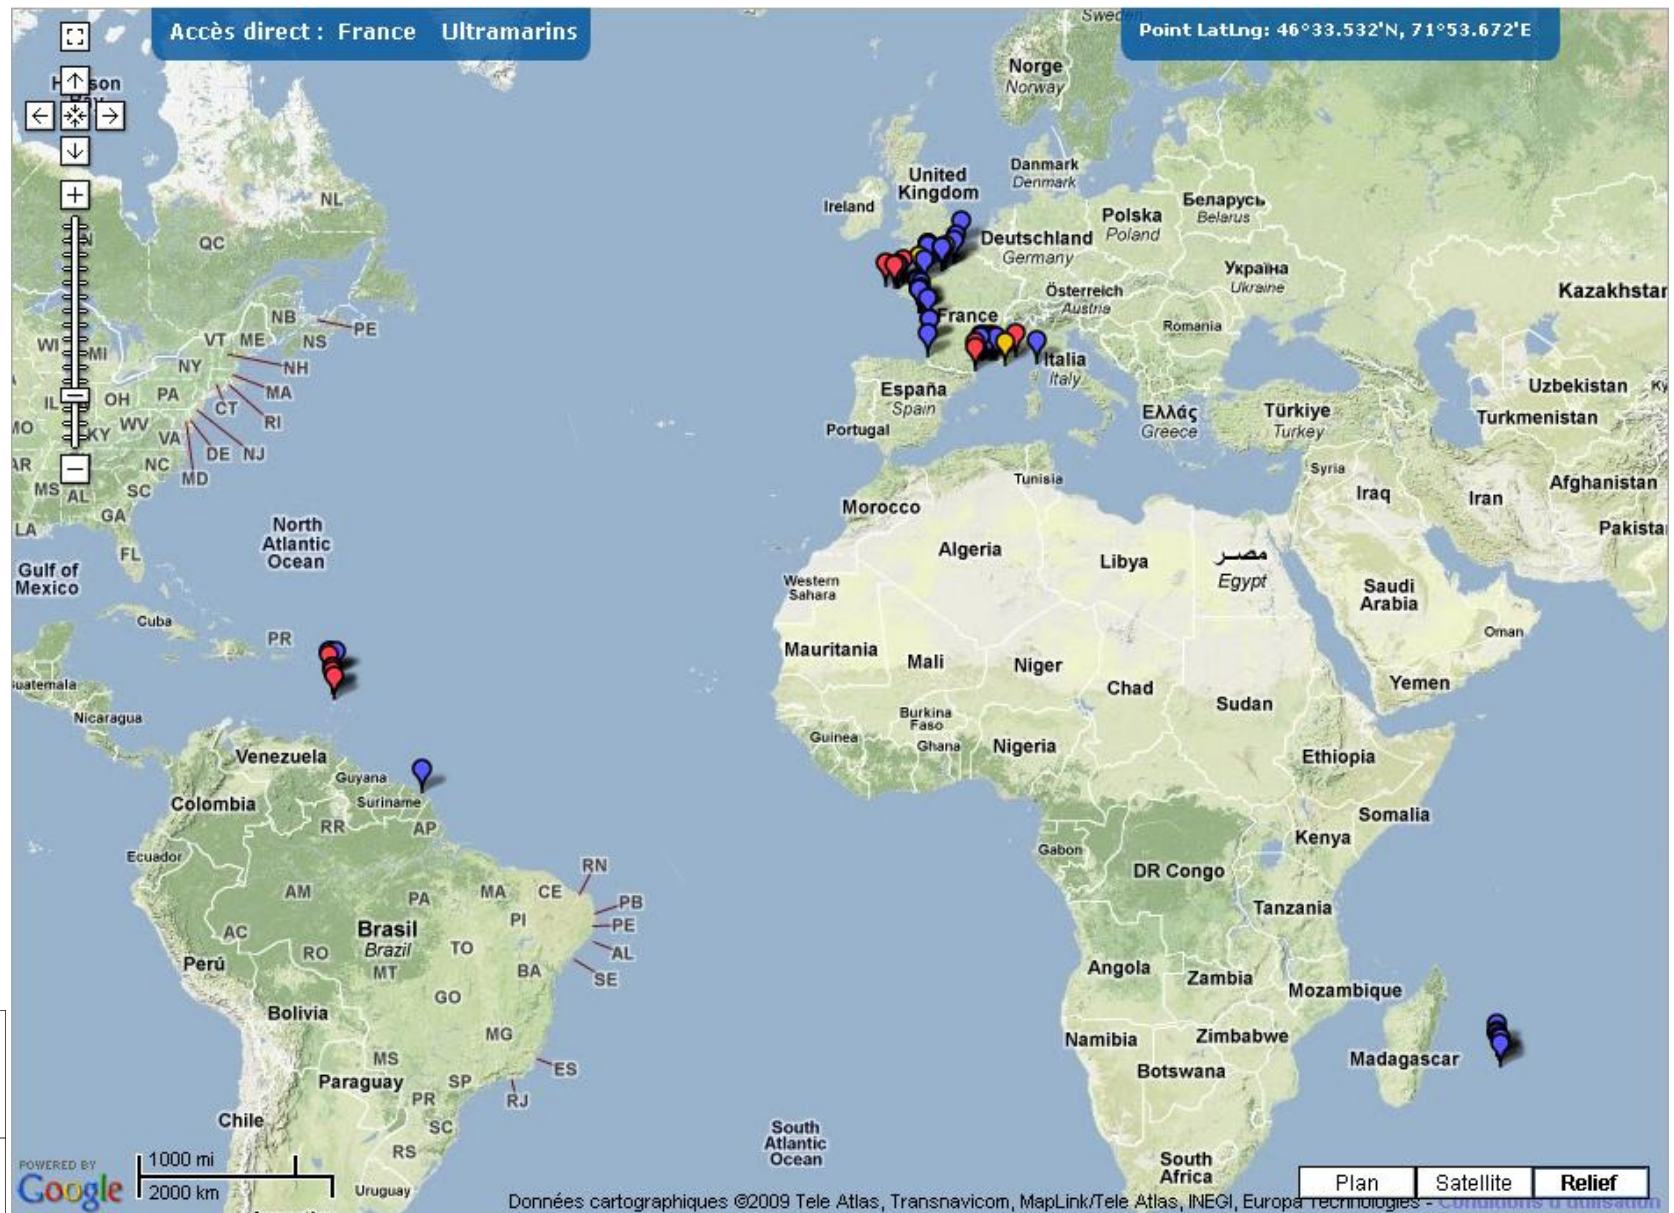 Accès direct : France Ultramarins
Point LatLng: 46°33.532'N, 71°53.672'E
Sweden
Norge
Norway
Danmark
Denmark
United
Kingdom
Ireland
Беларусь
Belarus
Polska
Poland
Deutschland
Germany
Україна
Ukraine
Österreich
Austria
Kazakhstan
France
Romania
Italia
Italy
España
Spain
Portugal
Ελλάς
Greece
Türkiye
Turkey
Uzbekistan
Ky
Turkmenistan
Syria
Iraq
Iran
Afghanistan
Pakistan
Tunisia
Morocco
Algeria
Libya
مصر
Egypt
Western
Sahara
Saudi
Arabia
Oman
Yemen
Mauritania
Mali
Niger
Chad
Sudan
Burkina
Faso
Guinea
Ghana
Nigeria
Ethiopia
Somalia
Kenya
Gabon
DR Congo
Tanzania
Angola
Zambia
Mozambique
Namibia
Zimbabwe
Botswana
Madagascar
South
Africa
Hudson
Bay
NL
QC
NB
PE
NS
VT ME
WI
MI
NY
NH
MA
CT
RI
PA
OH
IL
WV
KY
VA
DE
NJ
MD
MO
AR
NC
SC
MS
AL
GA
LA
FL
North
Atlantic
Ocean
Gulf of
Mexico
Cuba
PR
Guatemala
Nicaragua
Venezuela
Guyana
Suriname
Colombia
RR
AP
Ecuador
AM
PA
MA
CE
RN
PB
PE
AL
SE
PI
AC
RO
Brasil
Brazil
MT
TO
BA
Perú
GO
Bolivia
MG
MS
ES
Paraguay
SP
RJ
PR
Chile
SC
RS
Uruguay
South
Atlantic
Ocean
POWERED BY
Google
1000 mi
2000 km
Plan
Satellite
Relief
Données cartographiques ©2009 Tele Atlas, Transnavicom, MapLink/Tele Atlas, INEGI, Europa Technologies - Conditions d'utilisation